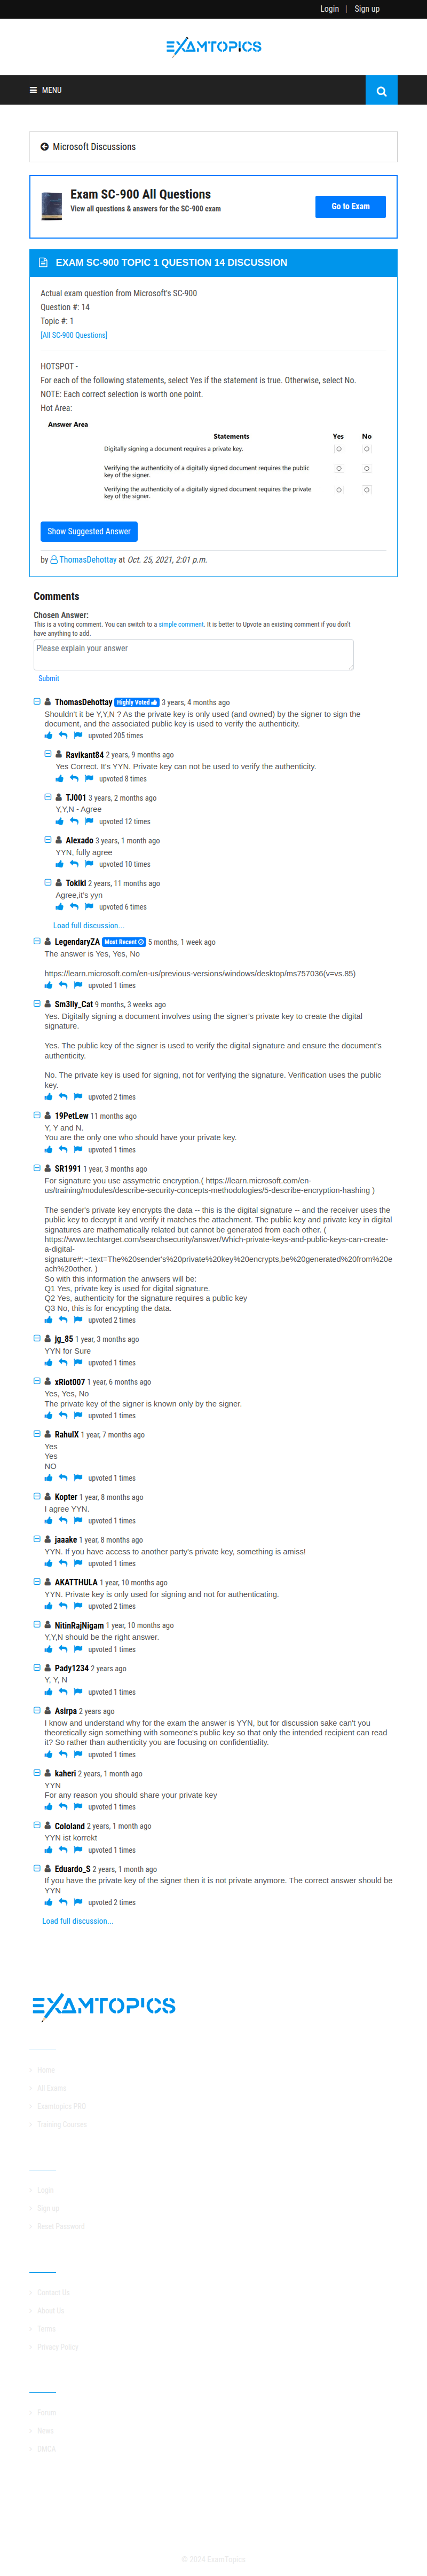 Login | Sign up
EXAMTOPICS
MENU
Microsoft Discussions
Exam SC-900 All Questions
View all questions & answers for the SC-900 exam
Go to Exam
EXAM SC-900 TOPIC 1 QUESTION 14 DISCUSSION
Actual exam question from Microsoft's SC-900
Question #: 14
Topic #: 1
[All SC-900 Questions]
HOTSPOT -
For each of the following statements, select Yes if the statement is true. Otherwise, select No.
NOTE: Each correct selection is worth one point.
Hot Area:
Answer Area
Statements Yes No
Digitally signing a document requires a private key.
Verifying the authenticity of a digitally signed document requires the public
key of the signer.
Verifying the authenticity of a digitally signed document requires the private
key of the signer.
Show Suggested Answer
by ThomasDehottay at Oct. 25, 2021, 2:01 p.m.
Comments
Chosen Answer:
This is a voting comment. You can switch to a simple comment. It is better to Upvote an existing comment if you don't
have anything to add.
Please explain your answer
Submit
ThomasDehottay Highly Voted 3 years, 4 months ago
Shouldn't it be Y,Y,N ? As the private key is only used (and owned) by the signer to sign the
document, and the associated public key is used to verify the authenticity.
upvoted 205 times
Ravikant84 2 years, 9 months ago
Yes Correct. It's YYN. Private key can not be used to verify the authenticity.
upvoted 8 times
TJ001 3 years, 2 months ago
Y,Y,N - Agree
upvoted 12 times
Alexado 3 years, 1 month ago
YYN, fully agree
upvoted 10 times
Tokiki 2 years, 11 months ago
Agree,it's yyn
upvoted 6 times
Load full discussion...
LegendaryZA Most Recent 5 months, 1 week ago
The answer is Yes, Yes, No
https://learn.microsoft.com/en-us/previous-versions/windows/desktop/ms757036(v=vs.85)
upvoted 1 times
Sm3lly_Cat 9 months, 3 weeks ago
Yes. Digitally signing a document involves using the signer's private key to create the digital
signature.
Yes. The public key of the signer is used to verify the digital signature and ensure the document's
authenticity.
No. The private key is used for signing, not for verifying the signature. Verification uses the public
key.
upvoted 2 times
19PetLew 11 months ago
Y, Y and N.
You are the only one who should have your private key.
upvoted 1 times
SR1991 1 year, 3 months ago
For signature you use assymetric encryption.( https://learn.microsoft.com/en-
us/training/modules/describe-security-concepts-methodologies/5-describe-encryption-hashing )
The sender's private key encrypts the data -- this is the digital signature -- and the receiver uses the
public key to decrypt it and verify it matches the attachment. The public key and private key in digital
signatures are mathematically related but cannot be generated from each other. (
https://www.techtarget.com/searchsecurity/answer/Which-private-keys-and-public-keys-can-create-
a-digital-
signature#:~:text=The%20sender's%20private%20key%20encrypts,be%20generated%20from%20e
ach%20other. )
So with this information the anwsers will be:
Q1 Yes, private key is used for digital signature.
Q2 Yes, authenticity for the signature requires a public key
Q3 No, this is for encypting the data.
upvoted 2 times
jg_85 1 year, 3 months ago
YYN for Sure
upvoted 1 times
xRiot007 1 year, 6 months ago
Yes, Yes, No
The private key of the signer is known only by the signer.
upvoted 1 times
RahulX 1 year, 7 months ago
Yes
Yes
NO
upvoted 1 times
Kopter 1 year, 8 months ago
I agree YYN.
upvoted 1 times
jaaake 1 year, 8 months ago
YYN. If you have access to another party's private key, something is amiss!
upvoted 1 times
AKATTHULA 1 year, 10 months ago
YYN. Private key is only used for signing and not for authenticating.
upvoted 2 times
NitinRajNigam 1 year, 10 months ago
Y,Y,N should be the right answer.
upvoted 1 times
Pady1234 2 years ago
Y, Y, N
upvoted 1 times
Asirpa 2 years ago
I know and understand why for the exam the answer is YYN, but for discussion sake can't you
theoretically sign something with someone's public key so that only the intended recipient can read
it? So rather than authenticity you are focusing on confidentiality.
upvoted 1 times
kaheri 2 years, 1 month ago
YYN
For any reason you should share your private key
upvoted 1 times
Cololand 2 years, 1 month ago
YYN ist korrekt
upvoted 1 times
Eduardo_S 2 years, 1 month ago
If you have the private key of the signer then it is not private anymore. The correct answer should be
YYN
upvoted 2 times
Load full discussion...
EXAMTOPICS
Home
All Exams
Examtopics PRO
Training Courses
Login
Sign up
Reset Password
Contact Us
About Us
Terms
Privacy Policy
Forum
News
DMCA
© 2024 ExamTopics